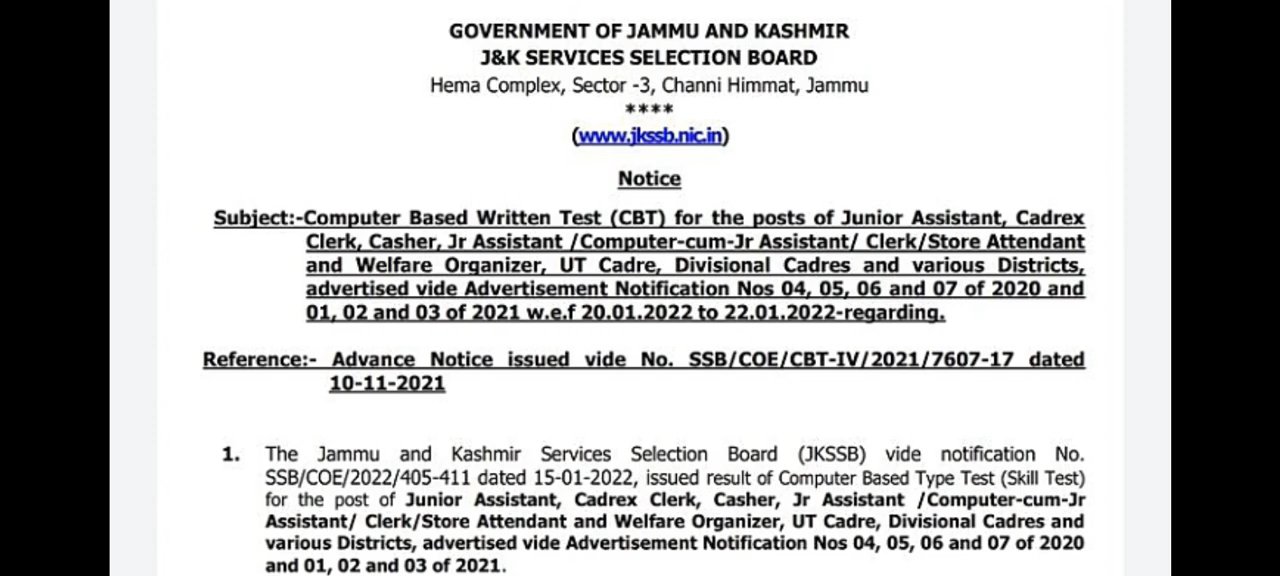 GOVERNMENT OF JAMMU AND KASHMIR
J&K SERVICES SELECTION BOARD
Hema Complex, Sector -3, Channi Himmat, Jammu
****
(www.jkssb.nic.in)
Notice
Subject:-Computer Based Written Test (CBT) for the posts of Junior Assistant, Cadrex
Clerk, Casher, Jr Assistant /Computer-cum-Jr Assistant/ Clerk/Store Attendant
and Welfare Organizer, UT Cadre, Divisional Cadres and various Districts,
advertised vide Advertisement Notification Nos 04, 05, 06 and 07 of 2020 and
01, 02 and 03 of 2021 w.e.f 20.01.2022 to 22.01.2022-regarding.
Reference:- Advance Notice issued vide No. SSB/COE/CBT-IV/2021/7607-17 dated
10-11-2021
1. The Jammu and Kashmir Services Selection Board (JKSSB) vide notification No.
SSB/COE/2022/405-411 dated 15-01-2022, issued result of Computer Based Type Test (Skill Test)
for the post of Junior Assistant, Cadrex Clerk, Casher, Jr Assistant /Computer-cum-Jr
Assistant/ Clerk/Store Attendant and Welfare Organizer, UT Cadre, Divisional Cadres and
various Districts, advertised vide Advertisement Notification Nos 04, 05, 06 and 07 of 2020
and 01, 02 and 03 of 2021.